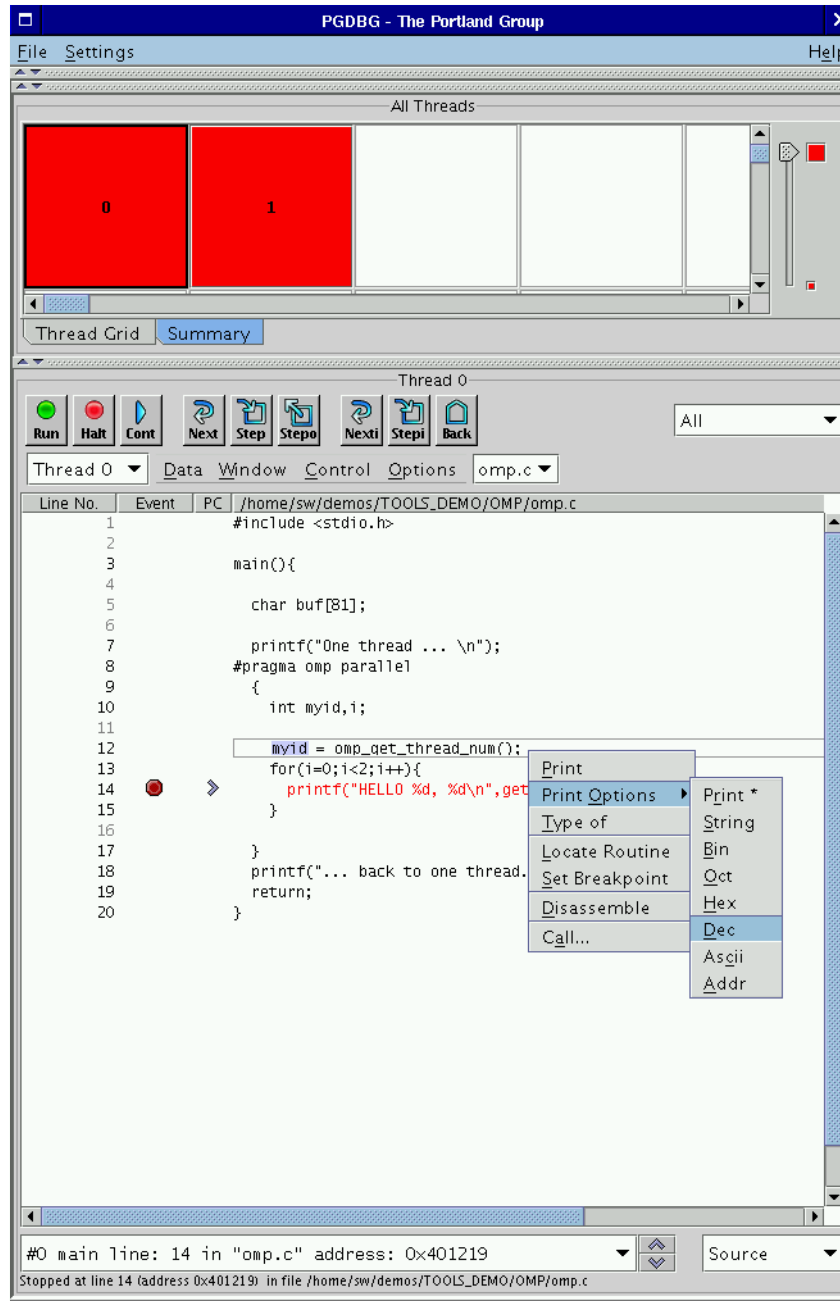 PGDBG - The Portland Group
File Settings Help
All Threads
0 1
Thread Grid Summary
Thread 0
Run Halt Cont Next Step Stepo Nexti Stepi Back All
Thread 0 Data Window Control Options omp.c
Line No. Event PC /home/sw/demos/TOOLS_DEMO/OMP/omp.c
1 #include <stdio.h>
2
3 main(){
4
5 char buf[81];
6
7 printf("One thread ... \n");
8 #pragma omp parallel
9 {
10 int myid,i;
11
12 myid = omp_get_thread_num();
13 for(i=0;i<2;i++){
14 printf("HELLO %d, %d\n",get
15 }
16
17 }
18 printf("... back to one thread.
19 return;
20 }
Print
Print Options
Type of
Locate Routine
Set Breakpoint
Disassemble
Call...
Print *
String
Bin
Oct
Hex
Dec
Ascii
Addr
#0 main line: 14 in "omp.c" address: 0x401219 Source
Stopped at line 14 (address 0x401219) in file /home/sw/demos/TOOLS_DEMO/OMP/omp.c